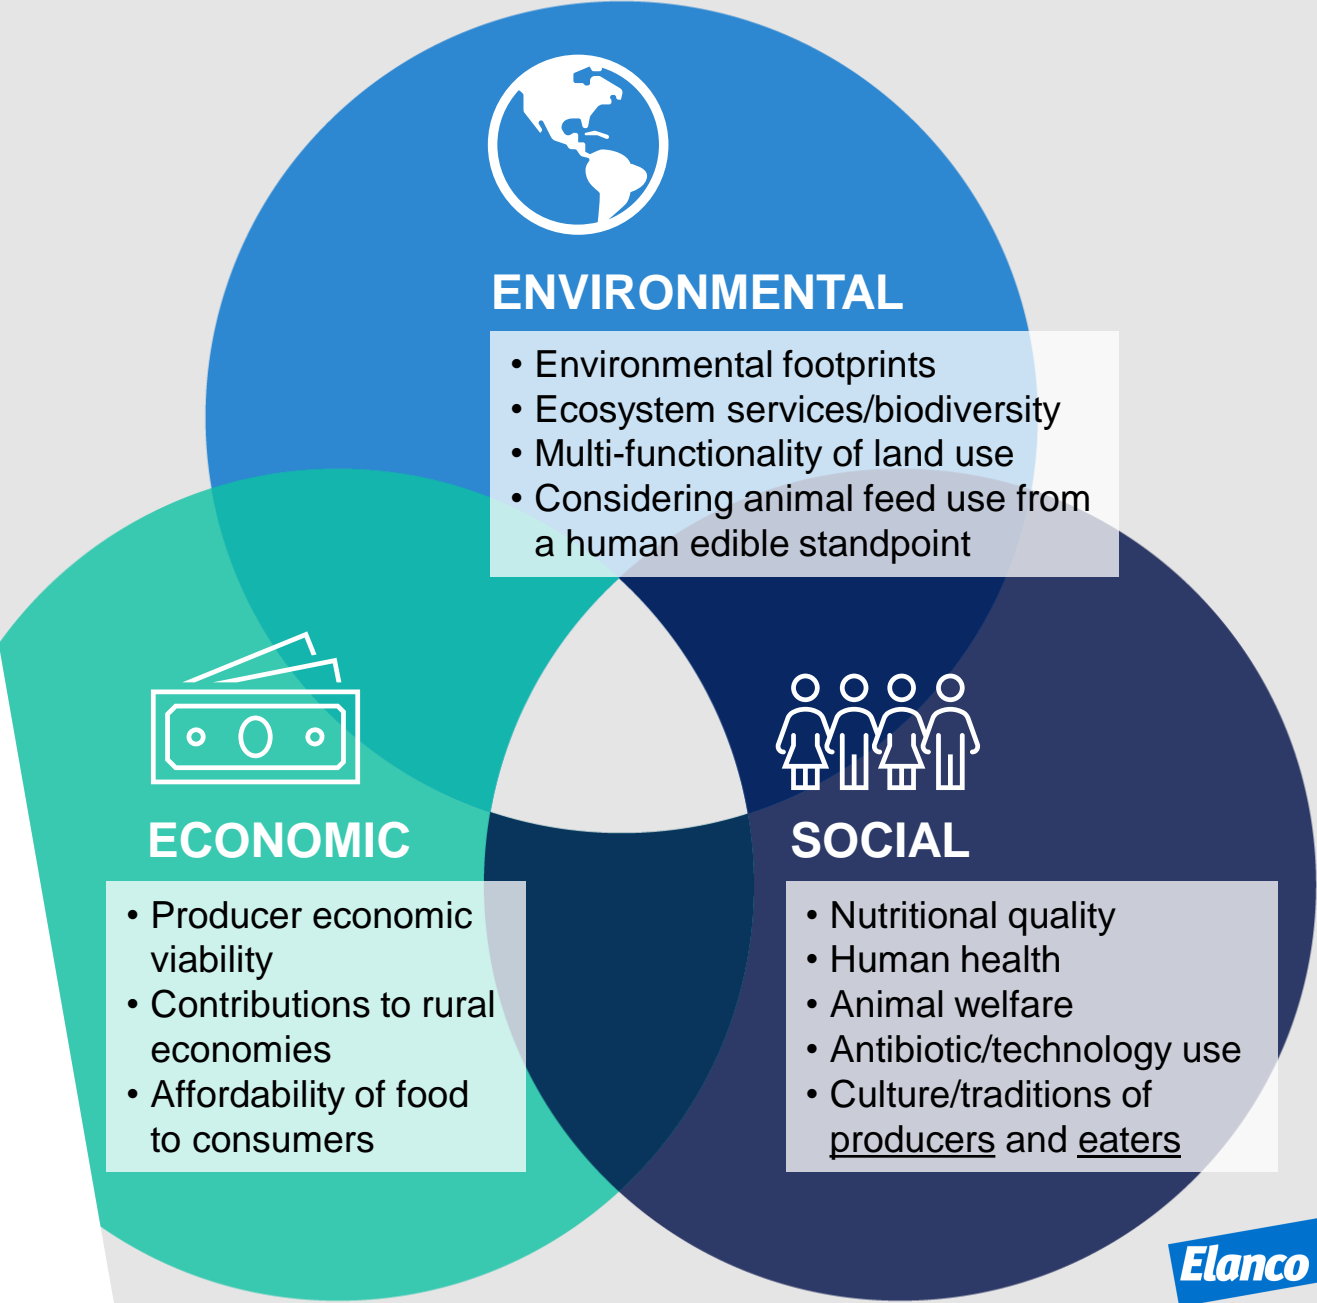 ENVIRONMENTAL
• Environmental footprints
• Ecosystem services/biodiversity
• Multi-functionality of land use
• Considering animal feed use from
a human edible standpoint
ECONOMIC
• Producer economic
viability
• Contributions to rural
economies
• Affordability of food
to consumers
SOCIAL
• Nutritional quality
• Human health
• Animal welfare
• Antibiotic/technology use
• Culture/traditions of
producers and eaters
Elanco